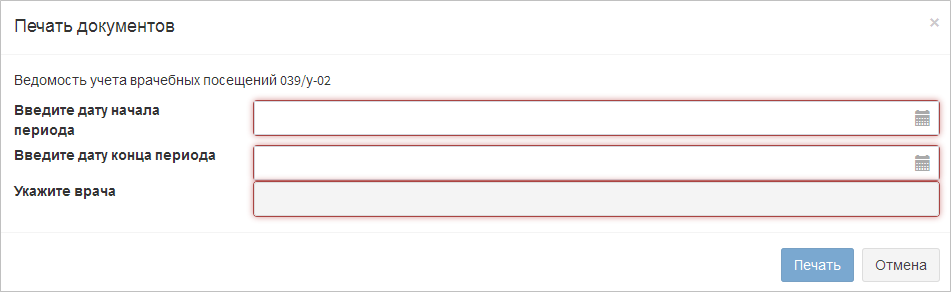 Печать документов
×
Ведомость учета врачебных посещений 039/у-02
Введите дату начала
периода
Введите дату конца периода
Укажите врача
Печать
Отмена